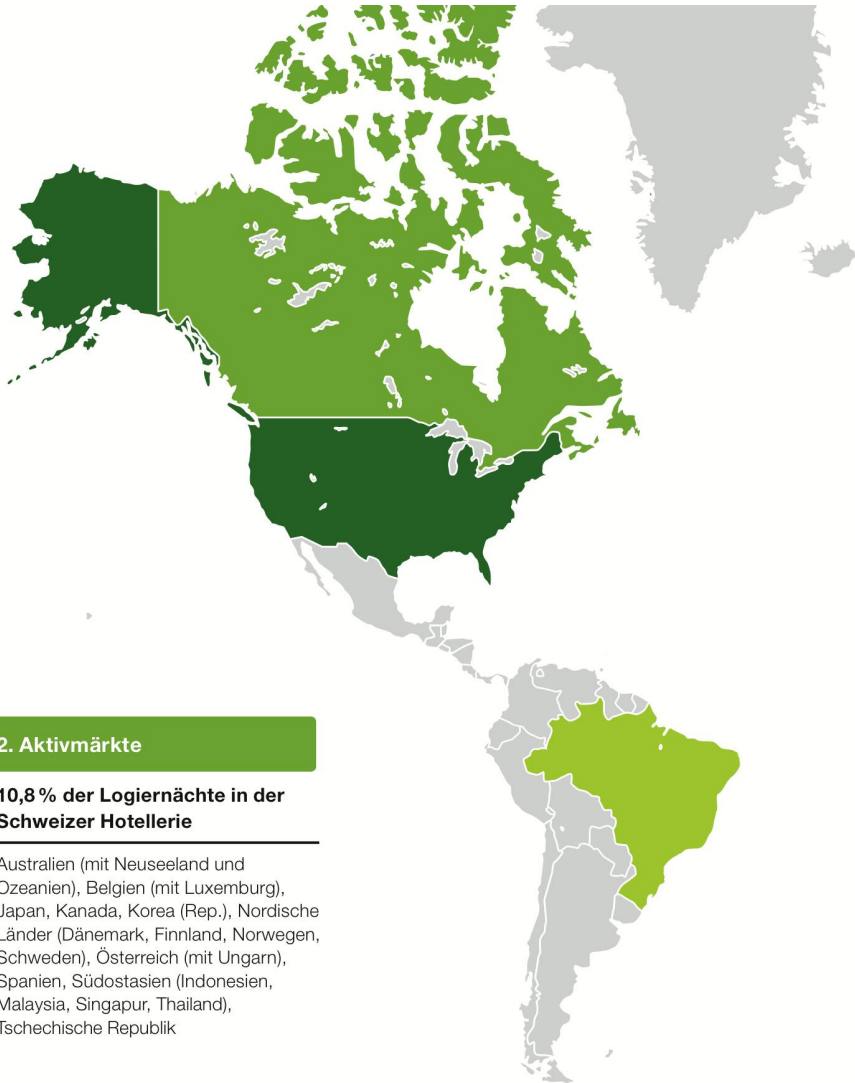 2. Aktivmärkte
10,8 % der Logiernächte in der
Schweizer Hotellerie
Australien (mit Neuseeland und
Ozeanien), Belgien (mit Luxemburg),
Japan, Kanada, Korea (Rep.), Nordische
Länder (Dänemark, Finnland, Norwegen,
Schweden), Österreich (mit Ungarn),
Spanien, Südostasien (Indonesien,
Malaysia, Singapur, Thailand),
Tschechische Republik